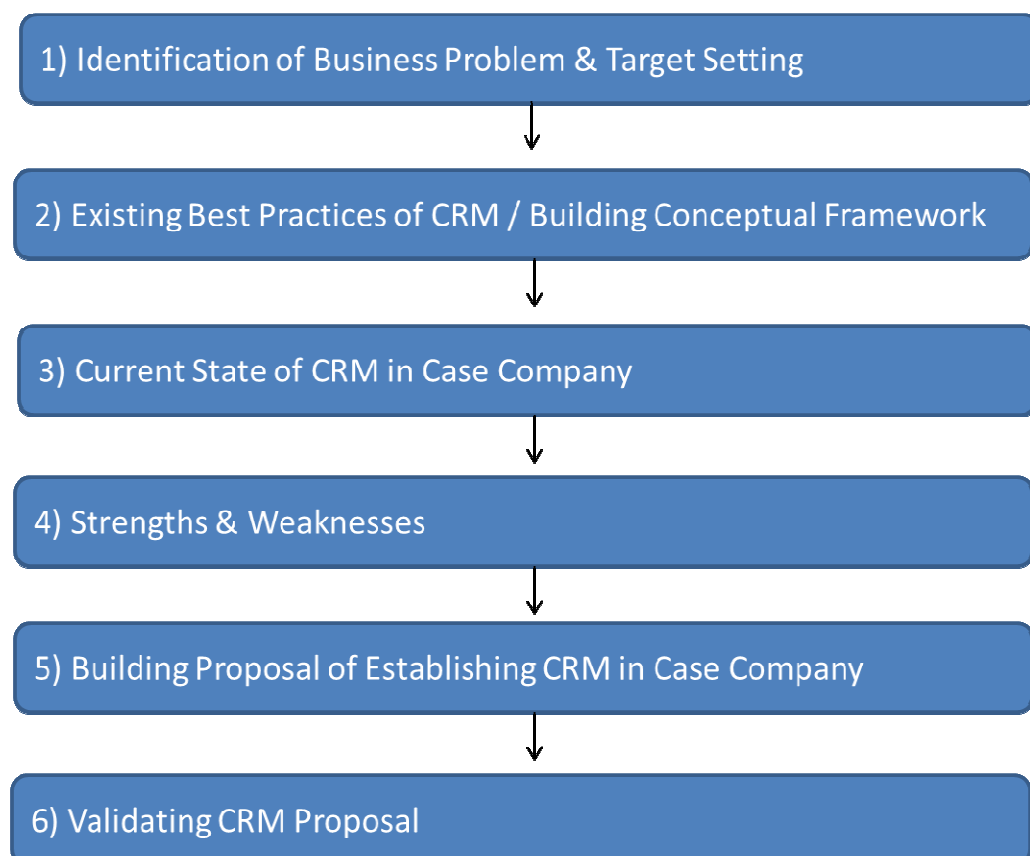 1) Identification of Business Problem & Target Setting
2) Existing Best Practices of CRM / Building Conceptual Framework
3) Current State of CRM in Case Company
4) Strengths & Weaknesses
5) Building Proposal of Establishing CRM in Case Company
6) Validating CRM Proposal